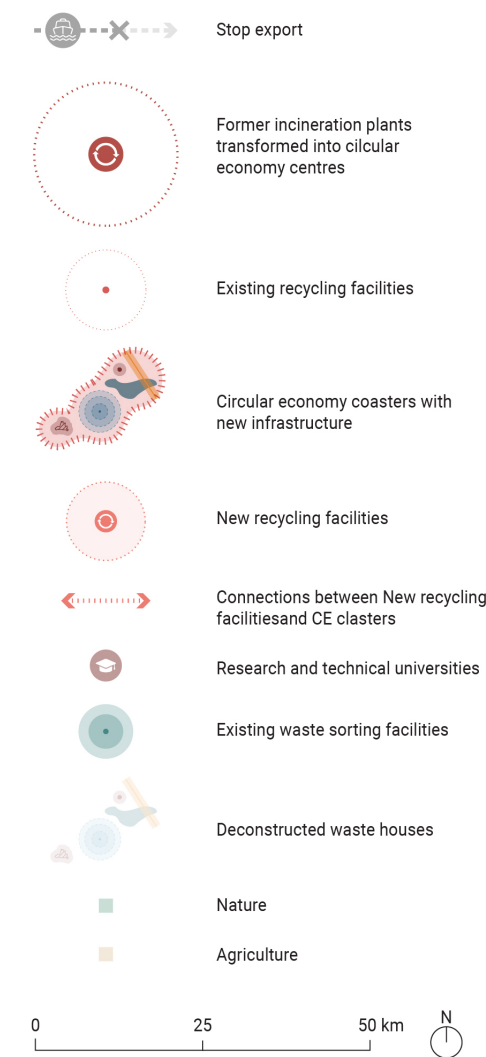 Stop export
Former incineration plants
transformed into cilcular
economy centres
Existing recycling facilities
Circular economy coasters with
new infrastructure
New recycling facilities
Connections between New recycling
facilitiesand CE clasters
Research and technical universities
Existing waste sorting facilities
Deconstructed waste houses
Nature
Agriculture
0 25 50 km N